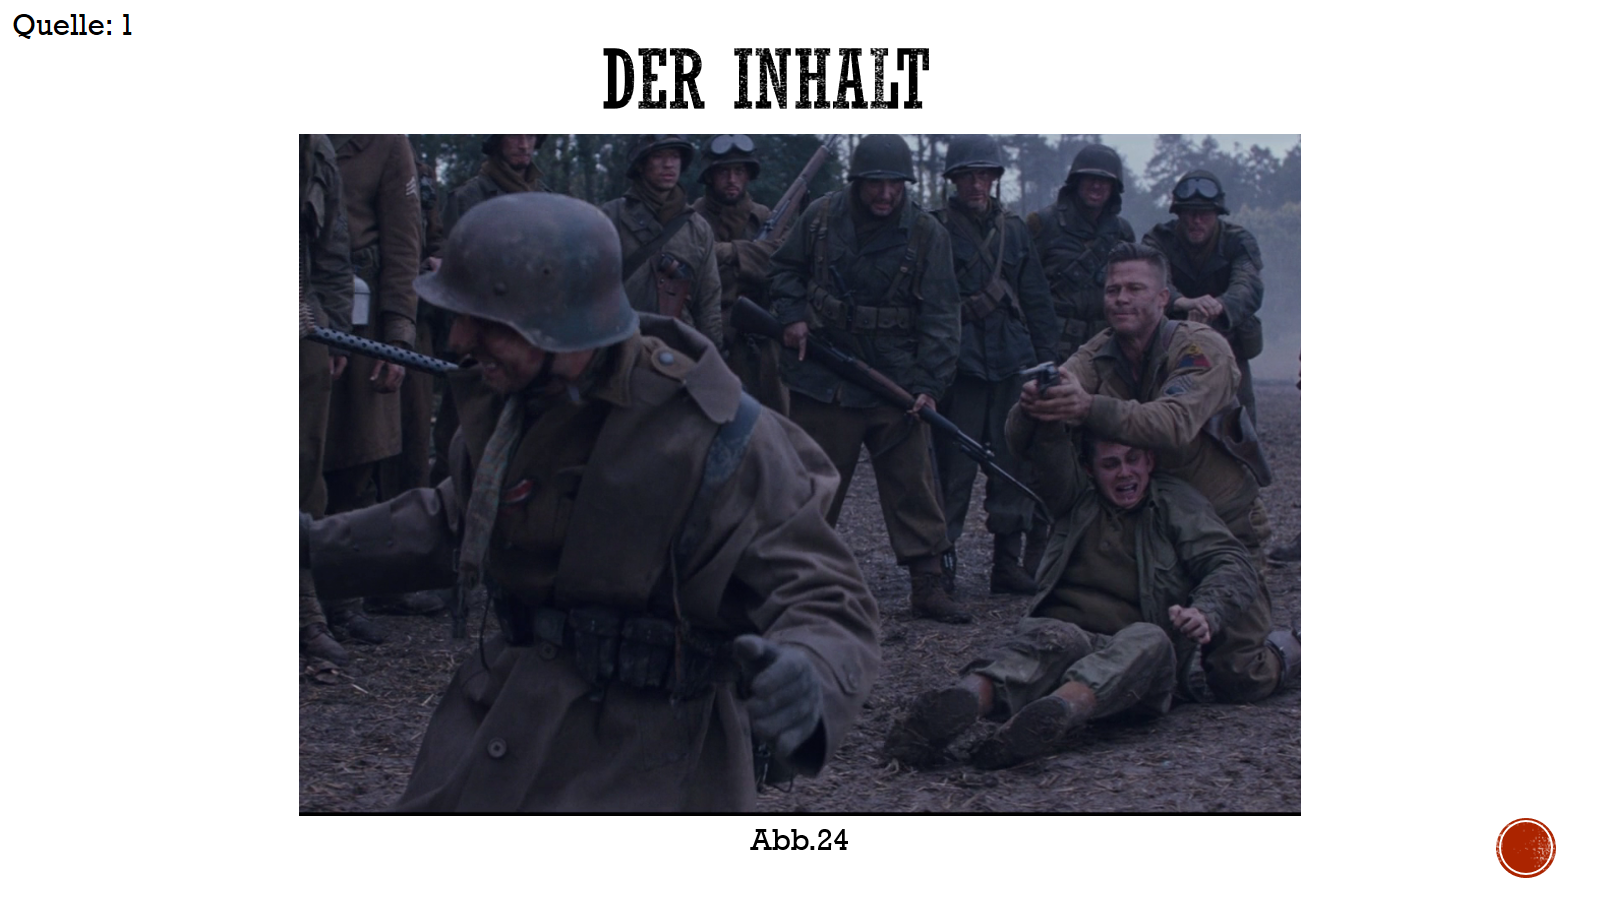 Quelle: 1
DER INHALT
Abb.24